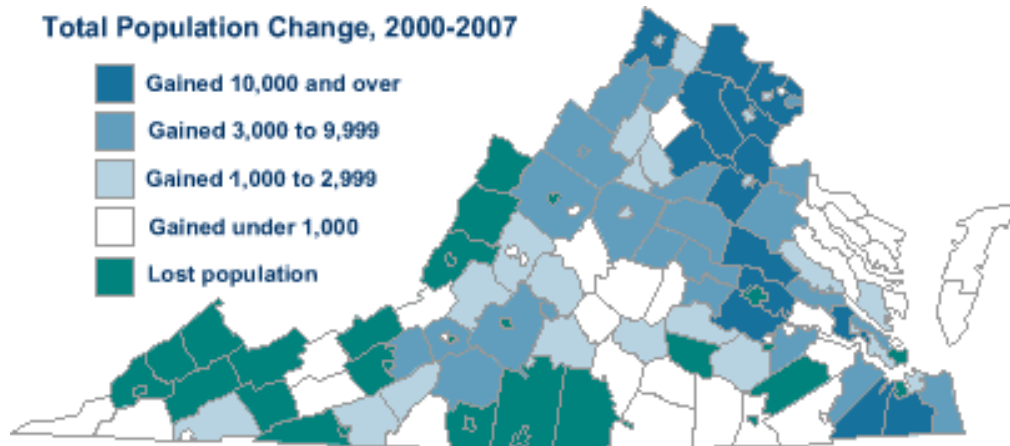 Total Population Change, 2000-2007
Gained 10,000 and over
Gained 3,000 to 9,999
Gained 1,000 to 2,999
Gained under 1,000
Lost population